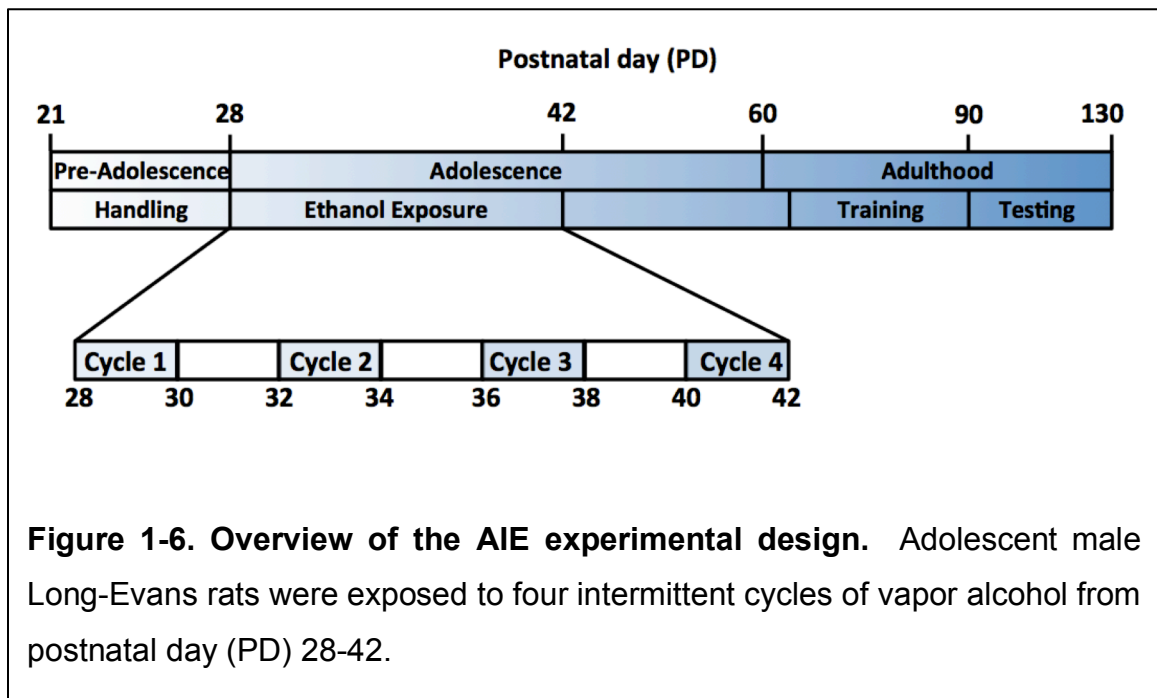 Postnatal day (PD)
21 28 42 60 90 130
Pre-Adolescence Adolescence Adulthood
Handling Ethanol Exposure Training Testing
Cycle 1 Cycle 2 Cycle 3 Cycle 4
28 30 32 34 36 38 40 42
Figure 1-6. Overview of the AIE experimental design. Adolescent male
Long-Evans rats were exposed to four intermittent cycles of vapor alcohol from
postnatal day (PD) 28-42.